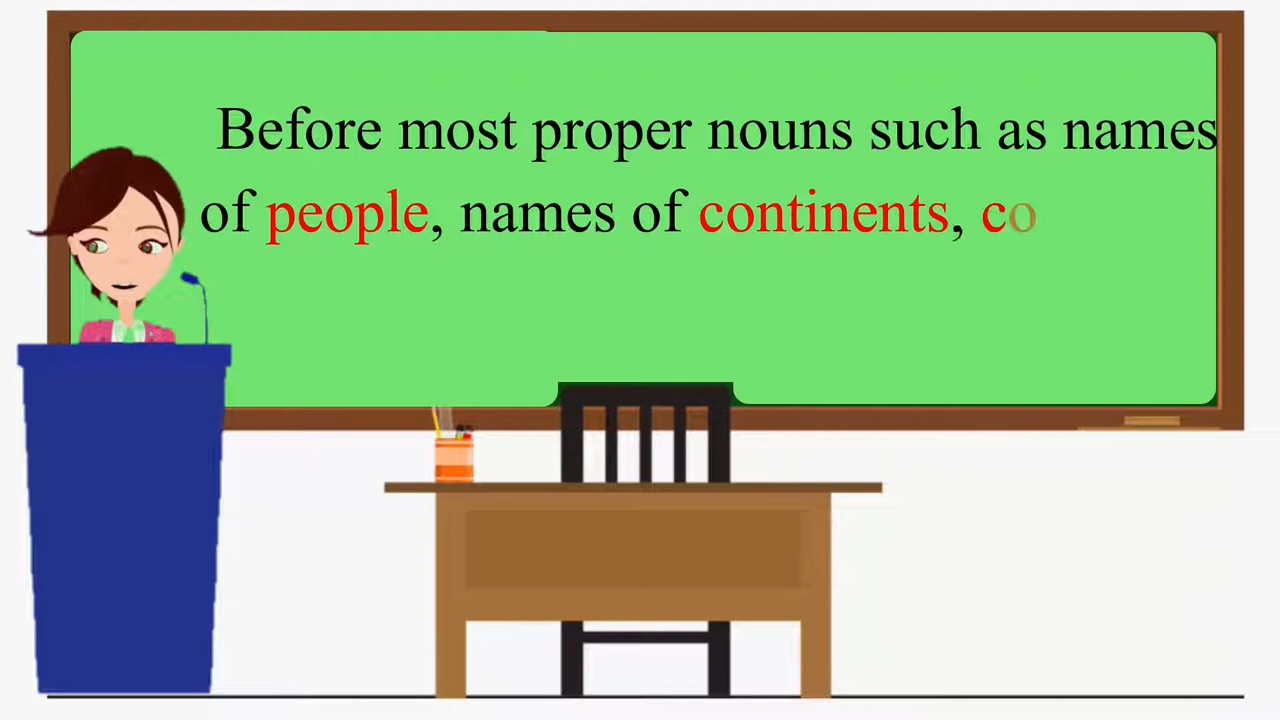 Before most proper nouns such as names
of people, names of continents, co